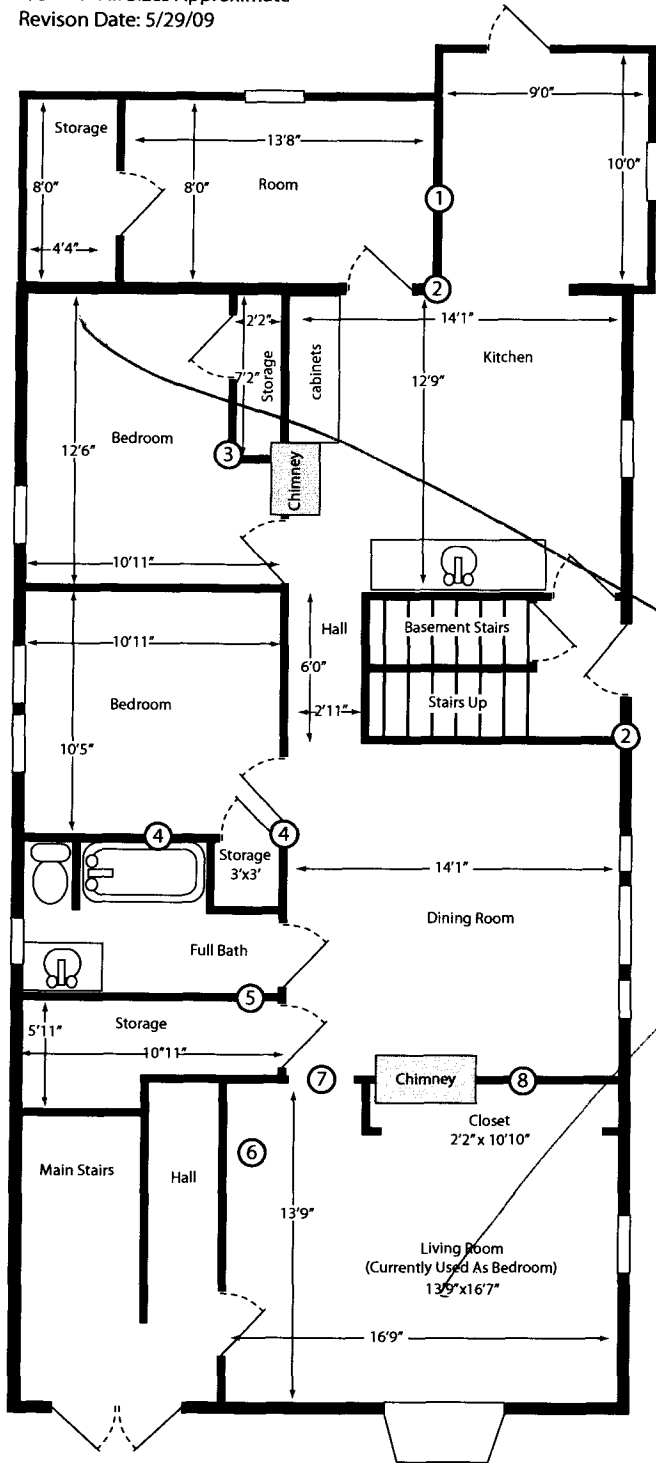 Revison Date: 5/29/09
9'0"
Storage
13'8"
10'0"
8'0"
8'0"
Room
1
4'4"
2
2'2"
14'1"
Kitchen
Storage
cabinets
7'2"
12'9"
Bedroom
12'6"
3
Chimney
10'11"
Hall
Basement Stairs
10'11"
6'0"
Bedroom
2'11"
Stairs Up
2
10'5"
4
4
Storage
3'x3'
14'1"
Dining Room
Full Bath
5
5'11"
Storage
10"11"
7
Chimney
8
Closet
2'2" x 10'10"
6
Main Stairs
Hall
13'9"
Living Room
(Currently Used As Bedroom)
13'9"x16'7"
16'9"